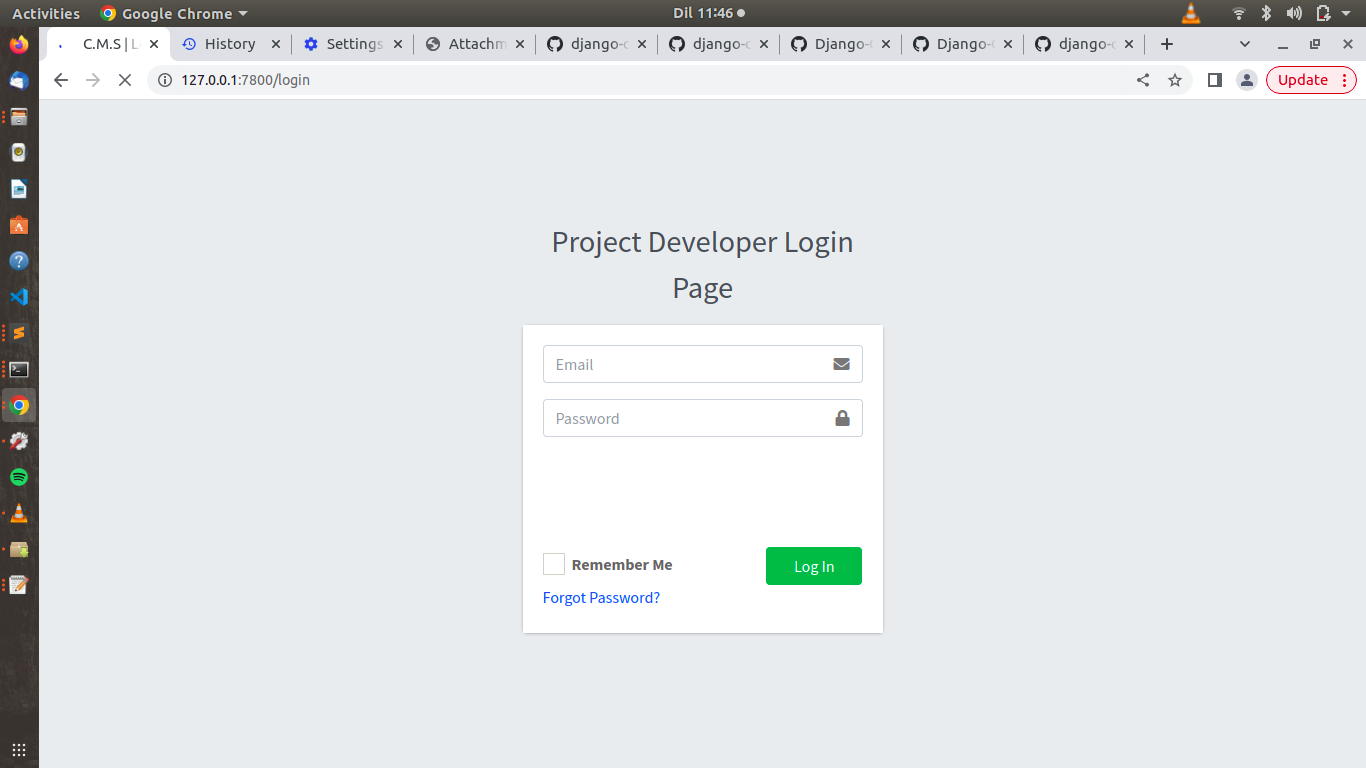 Activities Google Chrome Dil 11:46
C.M.S | L History Settings Attachm django-c django-c Django-C Django-C django-c
127.0.0.1:7800/login Update
Project Developer Login
Page
Email
Password
Remember Me Log In
Forgot Password?